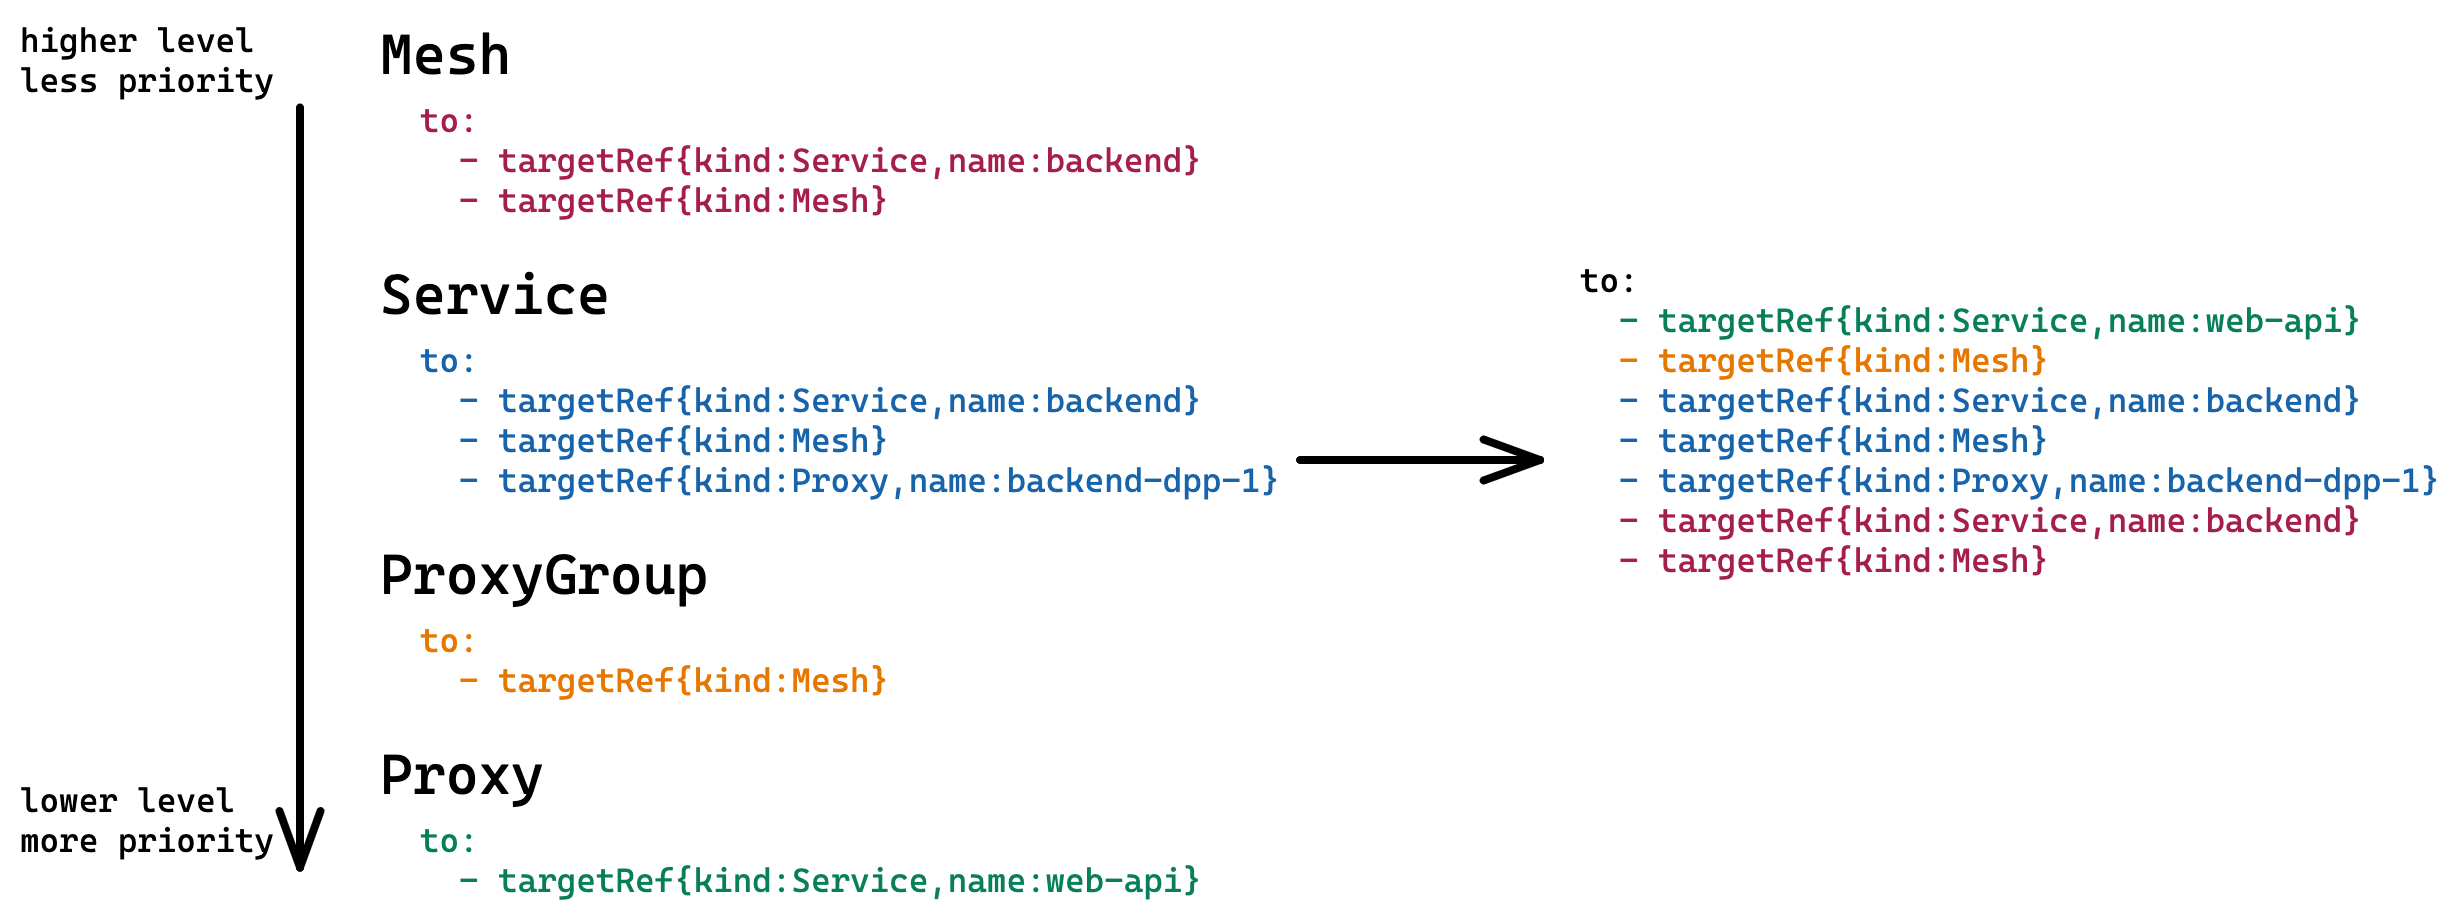 higher level
less priority
Mesh
to:
- targetRef{kind:Service,name:backend}
- targetRef{kind:Mesh}
Service
to:
- targetRef{kind:Service,name:backend}
- targetRef{kind:Mesh}
- targetRef{kind:Proxy,name:backend-dpp-1}
ProxyGroup
to:
- targetRef{kind:Mesh}
Proxy
to:
- targetRef{kind:Service,name:web-api}
lower level
more priority
to:
- targetRef{kind:Service,name:web-api}
- targetRef{kind:Mesh}
- targetRef{kind:Service,name:backend}
- targetRef{kind:Mesh}
- targetRef{kind:Proxy,name:backend-dpp-1}
- targetRef{kind:Service,name:backend}
- targetRef{kind:Mesh}